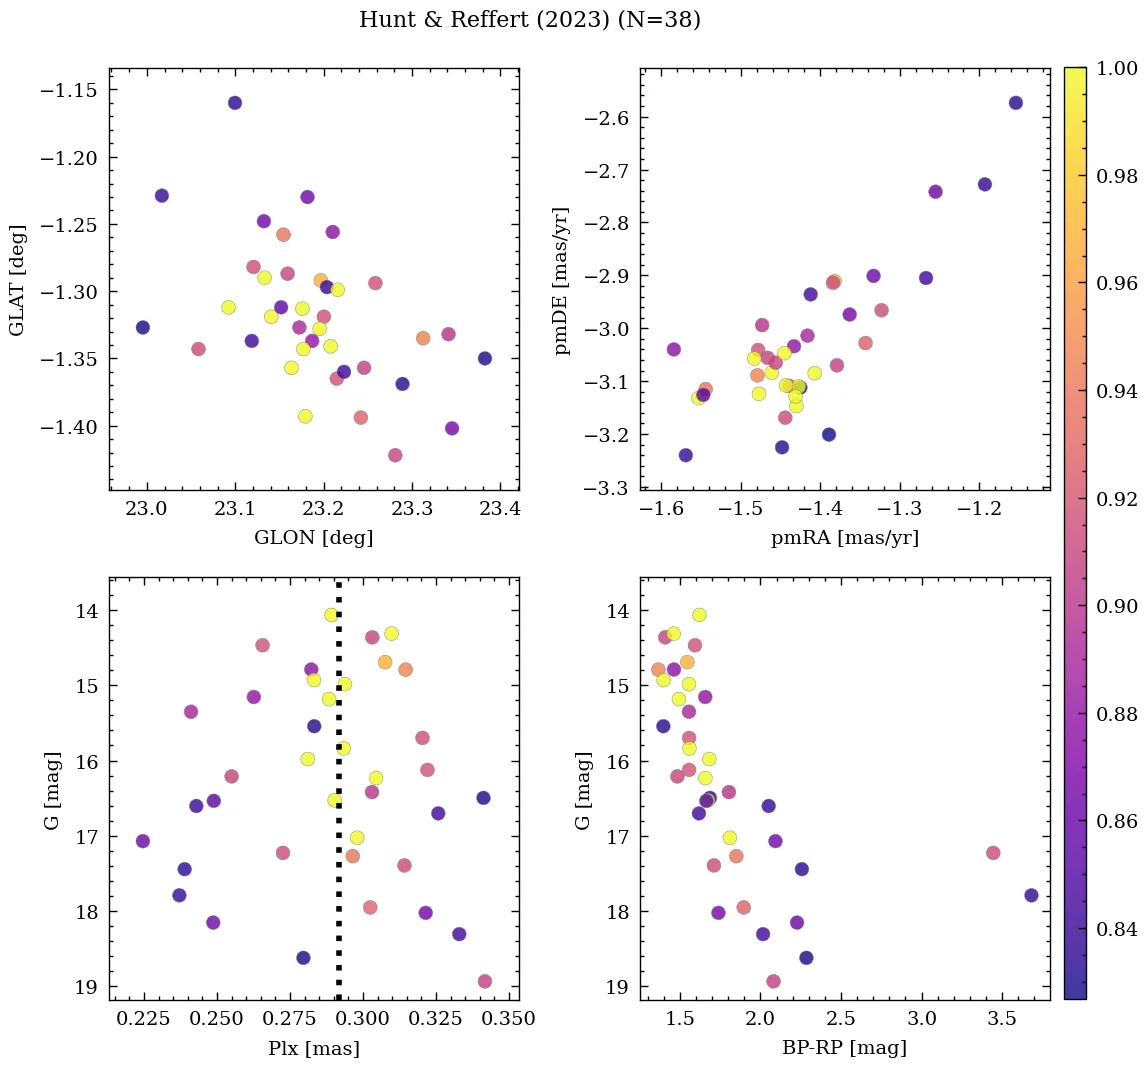 Hunt & Reffert (2023) (N=38)
−1.15
−1.20
−1.25
−1.30
−1.35
−1.40
GLAT [deg]
23.0 23.1 23.2 23.3 23.4
GLON [deg]
−2.6
−2.7
−2.8
−2.9
−3.0
−3.1
−3.2
−3.3
pmDE [mas/yr]
−1.6 −1.5 −1.4 −1.3 −1.2
pmRA [mas/yr]
14
15
16
17
18
19
G [mag]
0.225 0.250 0.275 0.300 0.325 0.350
Plx [mas]
14
15
16
17
18
19
G [mag]
1.5 2.0 2.5 3.0 3.5
BP-RP [mag]
1.00
0.98
0.96
0.94
0.92
0.90
0.88
0.86
0.84